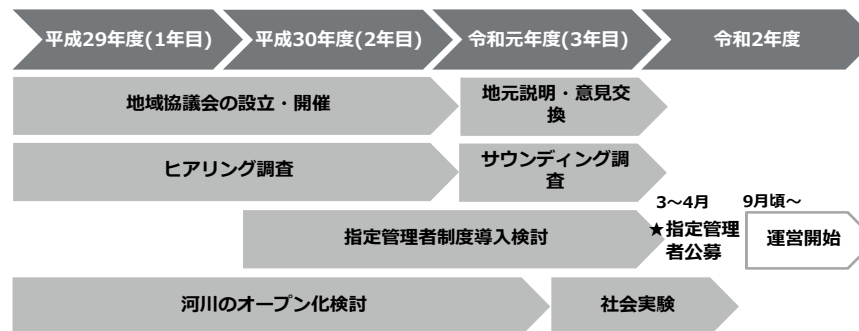 平成29年度(1年目)
平成30年度(2年目)
令和元年度(3年目)
令和2年度
地域協議会の設立・開催
地元説明・意見交
換
ヒアリング調査
サウンディング調
査
指定管理者制度導入検討
3～4月
★指定管理
者公募
9月頃～
運営開始
河川のオープン化検討
社会実験